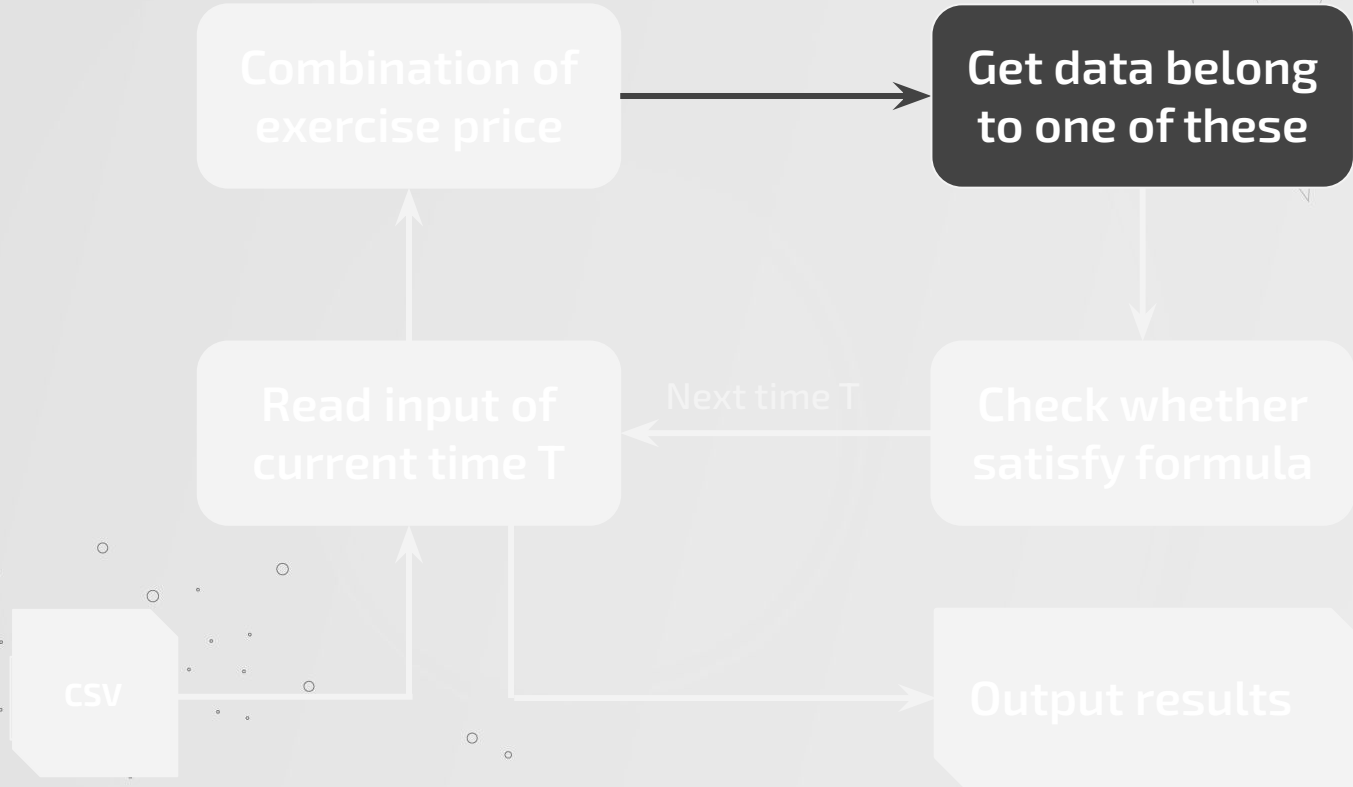 Combination of
exercise price
Get data belong
to one of these
Read input of
current time T
Next time T
Check whether
satisfy formula
CSV
Output results